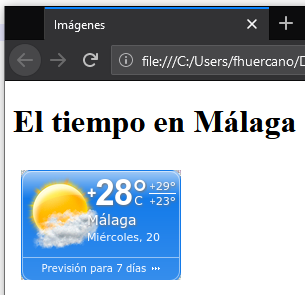 Imágenes
file:///C:/Users/fhuercano/D
El tiempo en Málaga
+28° C
+29°
+23°
Málaga
Miércoles, 20
Previsión para 7 días